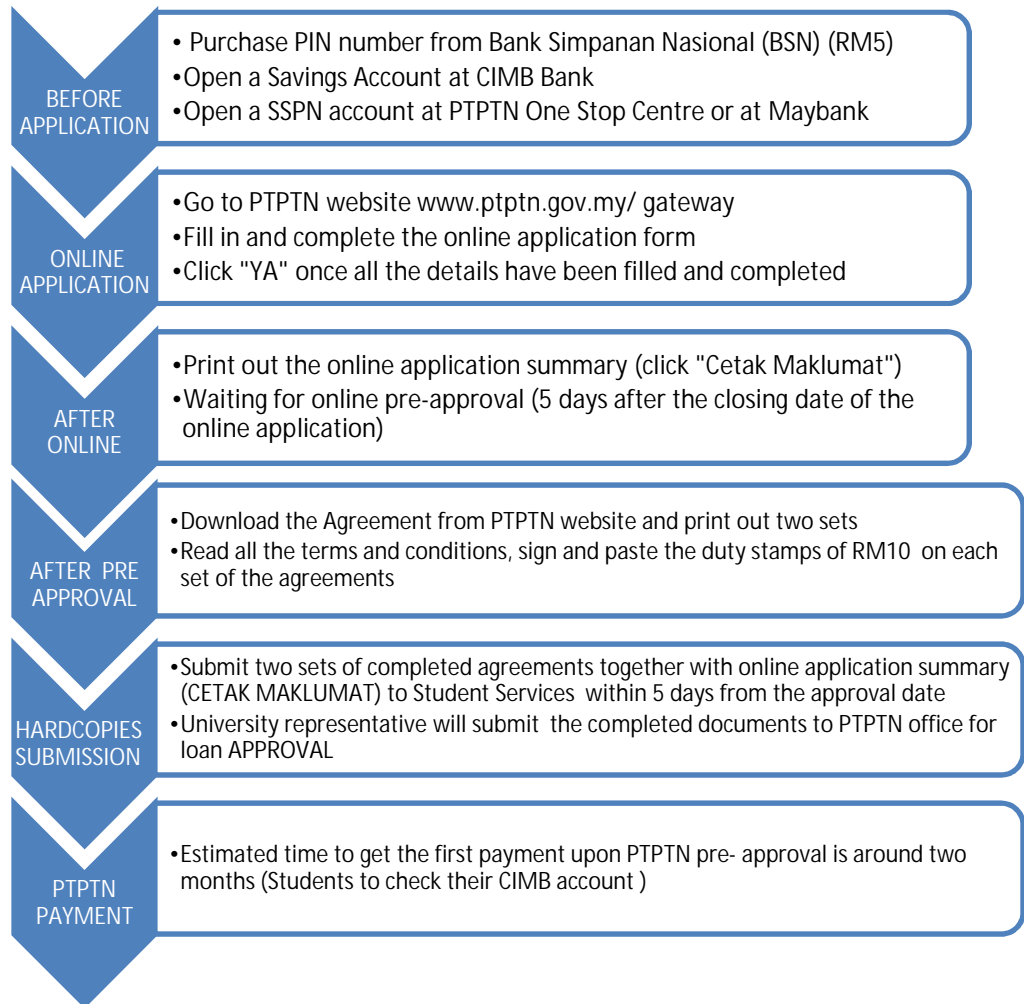 BEFORE
APPLICATION
• Purchase PIN number from Bank Simpanan Nasional (BSN) (RM5)
•Open a Savings Account at CIMB Bank
•Open a SSPN account at PTPTN One Stop Centre or at Maybank
ONLINE
APPLICATION
•Go to PTPTN website www.ptptn.gov.my/ gateway
•Fill in and complete the online application form
•Click "YA" once all the details have been filled and completed
AFTER
ONLINE
•Print out the online application summary (click "Cetak Maklumat")
•Waiting for online pre-approval (5 days after the closing date of the
online application)
AFTER PRE
APPROVAL
•Download the Agreement from PTPTN website and print out two sets
•Read all the terms and conditions, sign and paste the duty stamps of RM10 on each
set of the agreements
HARDCOPIES
SUBMISSION
•Submit two sets of completed agreements together with online application summary
(CETAK MAKLUMAT) to Student Services within 5 days from the approval date
•University representative will submit the completed documents to PTPTN office for
loan APPROVAL
PTPTN
PAYMENT
•Estimated time to get the first payment upon PTPTN pre- approval is around two
months (Students to check their CIMB account )